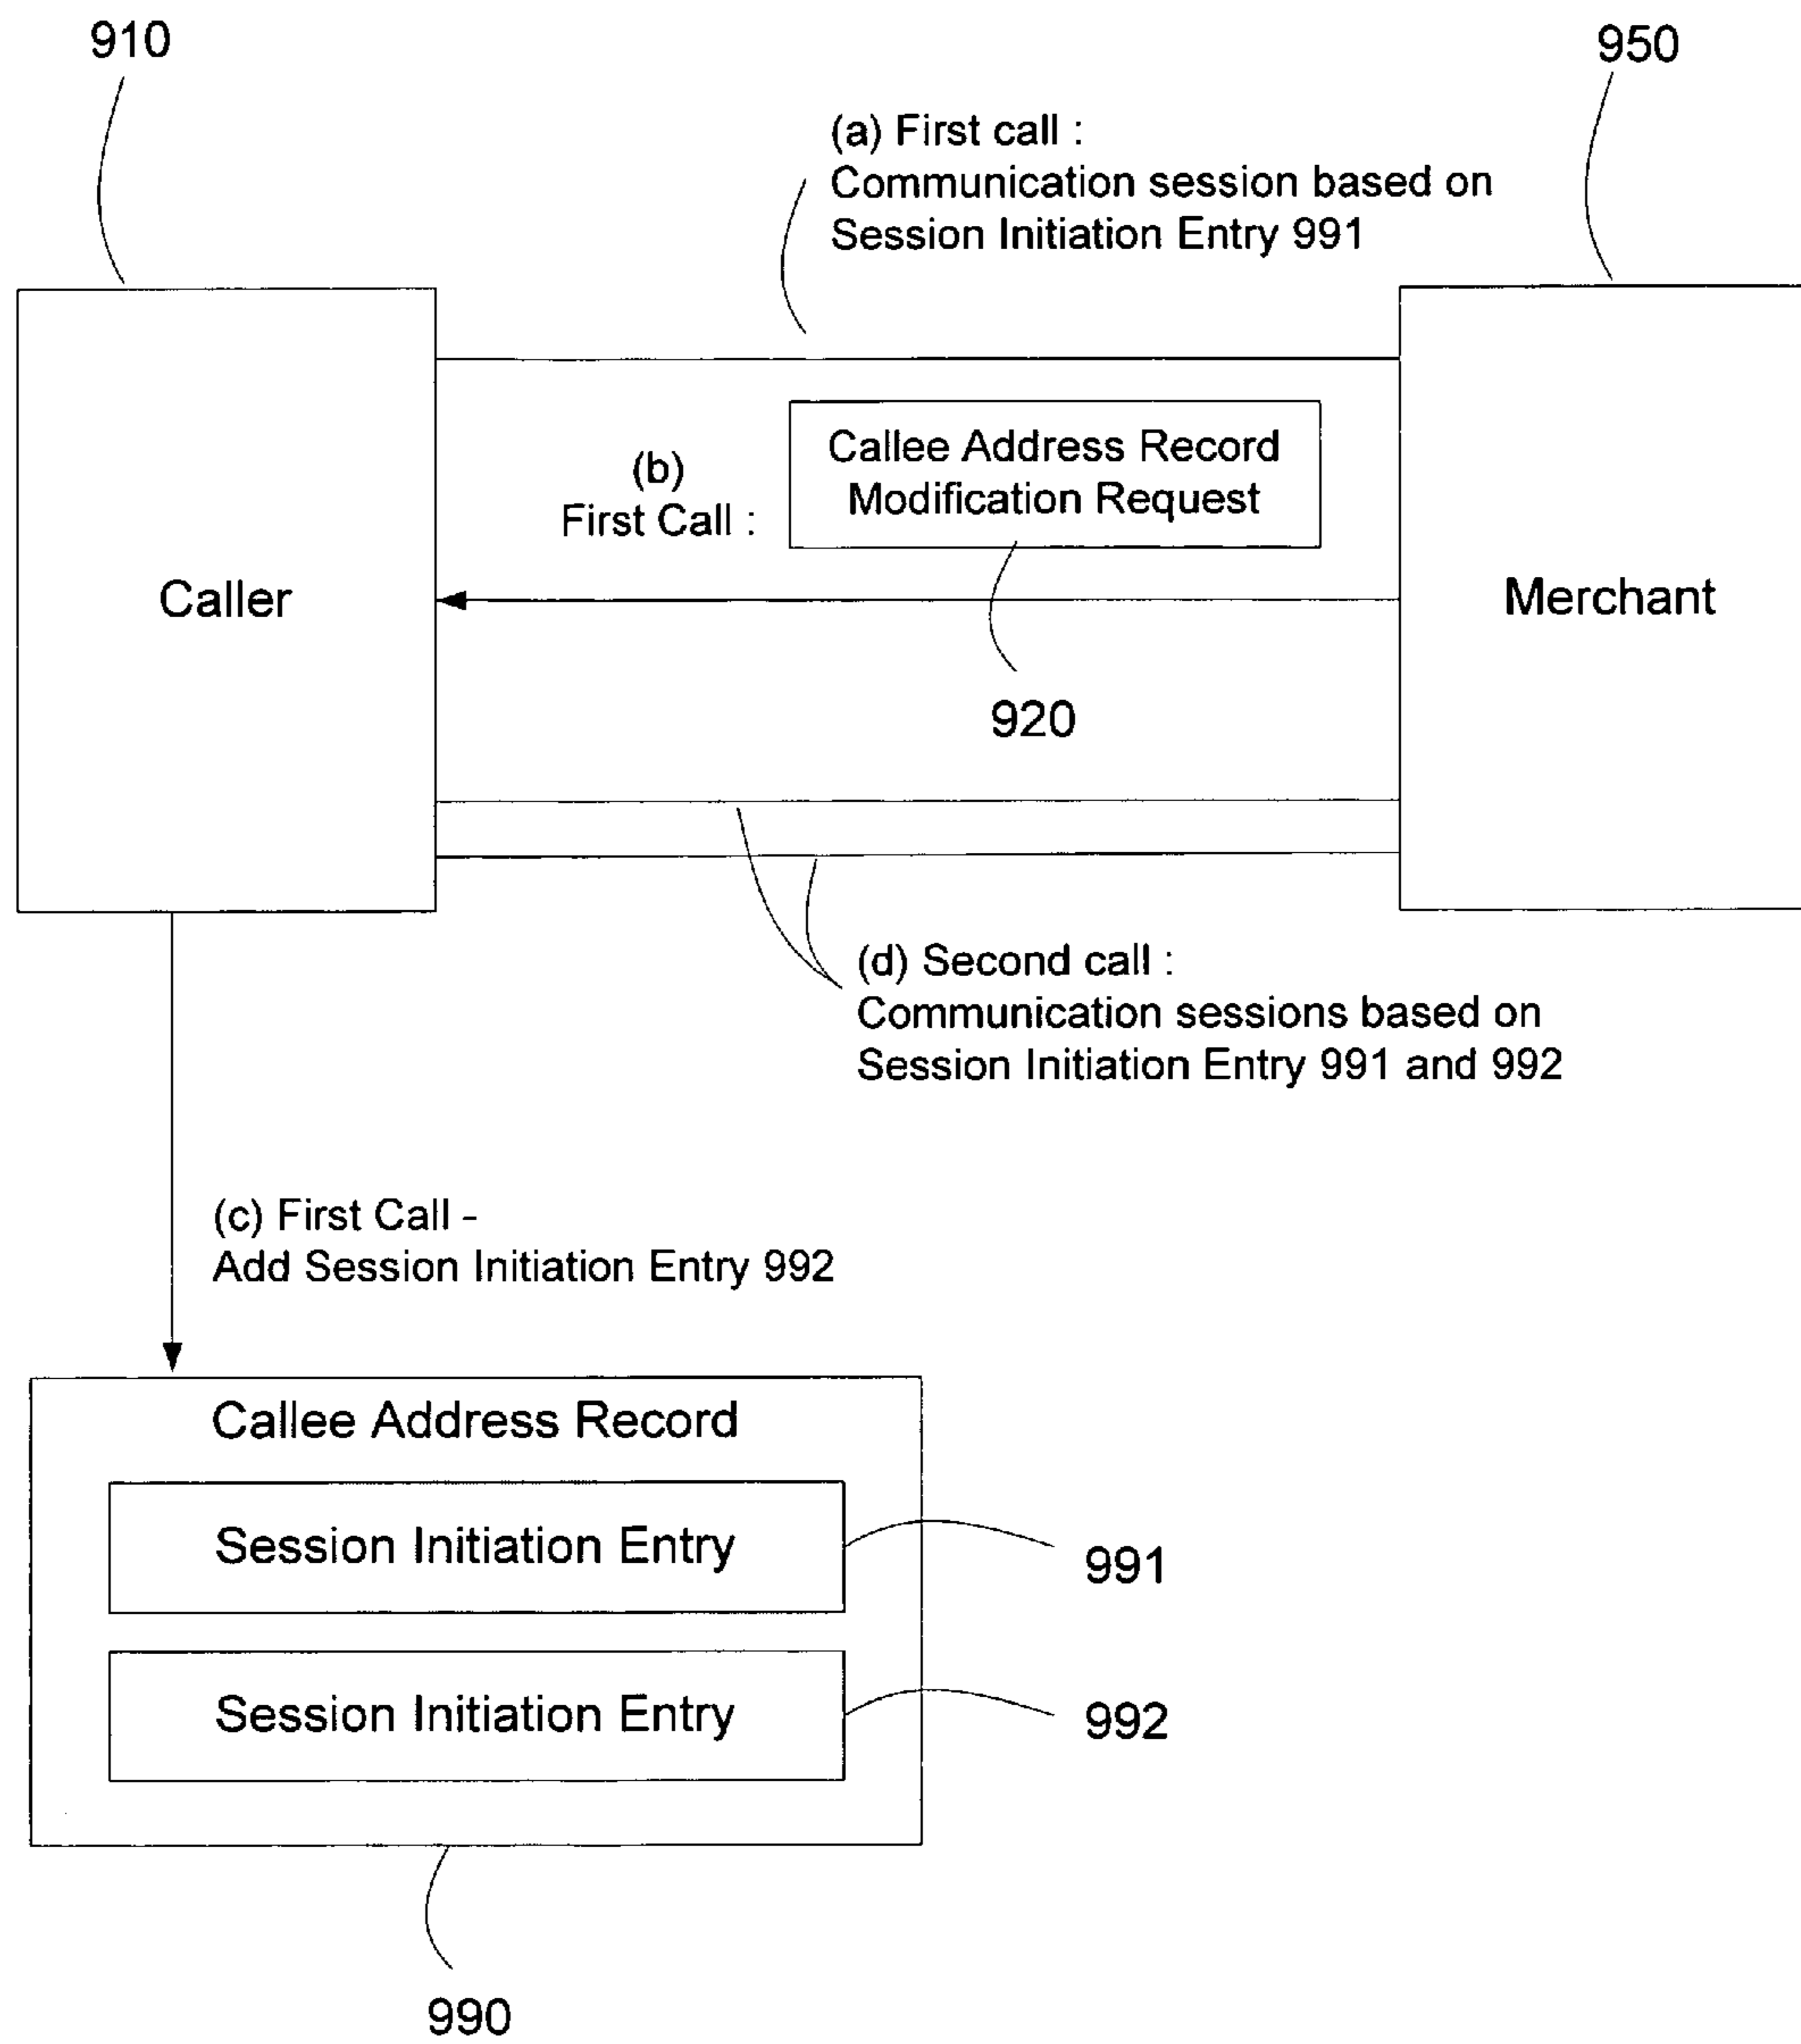 910
950
(a) First call :
Communication session based on
Session Initiation Entry 991
Caller
(b)
First Call :
Callee Address Record
Modification Request
Merchant
920
(d) Second call :
Communication sessions based on
Session Initiation Entry 991 and 992
(c) First Call -
Add Session Initiation Entry 992
Callee Address Record
Session Initiation Entry
991
Session Initiation Entry
992
990